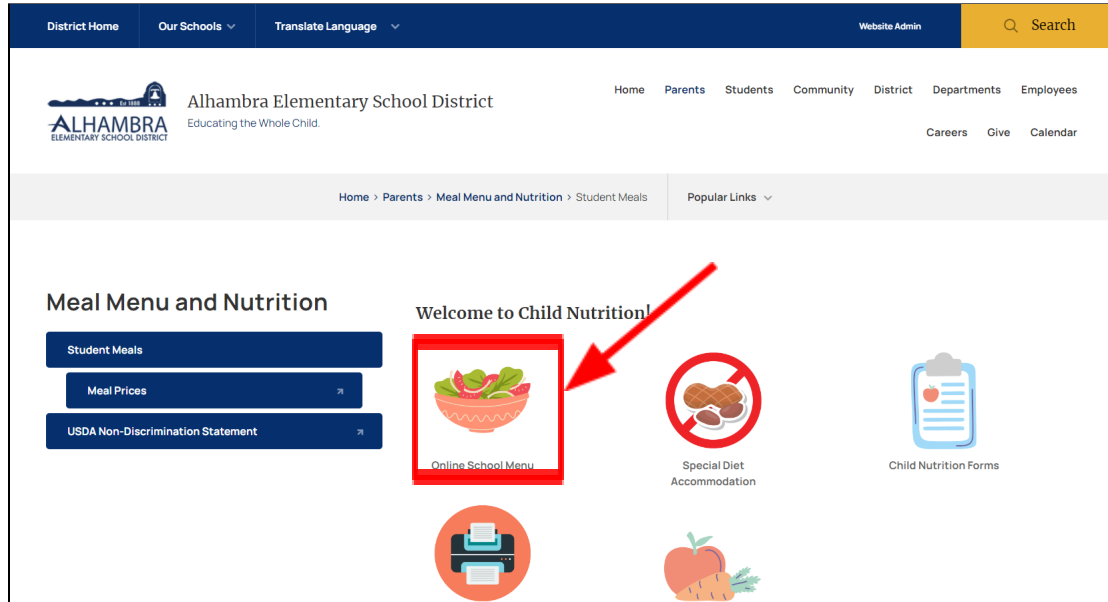 District Home
Our Schools
Translate Language
Website Admin
Search
Est 1886
ALHAMBRA
ELEMENTARY SCHOOL DISTRICT
Alhambra Elementary School District
Educating the Whole Child.
Home Parents Students Community District Departments Employees
Careers Give Calendar
Home > Parents > Meal Menu and Nutrition > Student Meals
Popular Links
Meal Menu and Nutrition
Student Meals
Meal Prices
USDA Non-Discrimination Statement
Welcome to Child Nutrition!
Online School Menu
Special Diet
Accommodation
Child Nutrition Forms